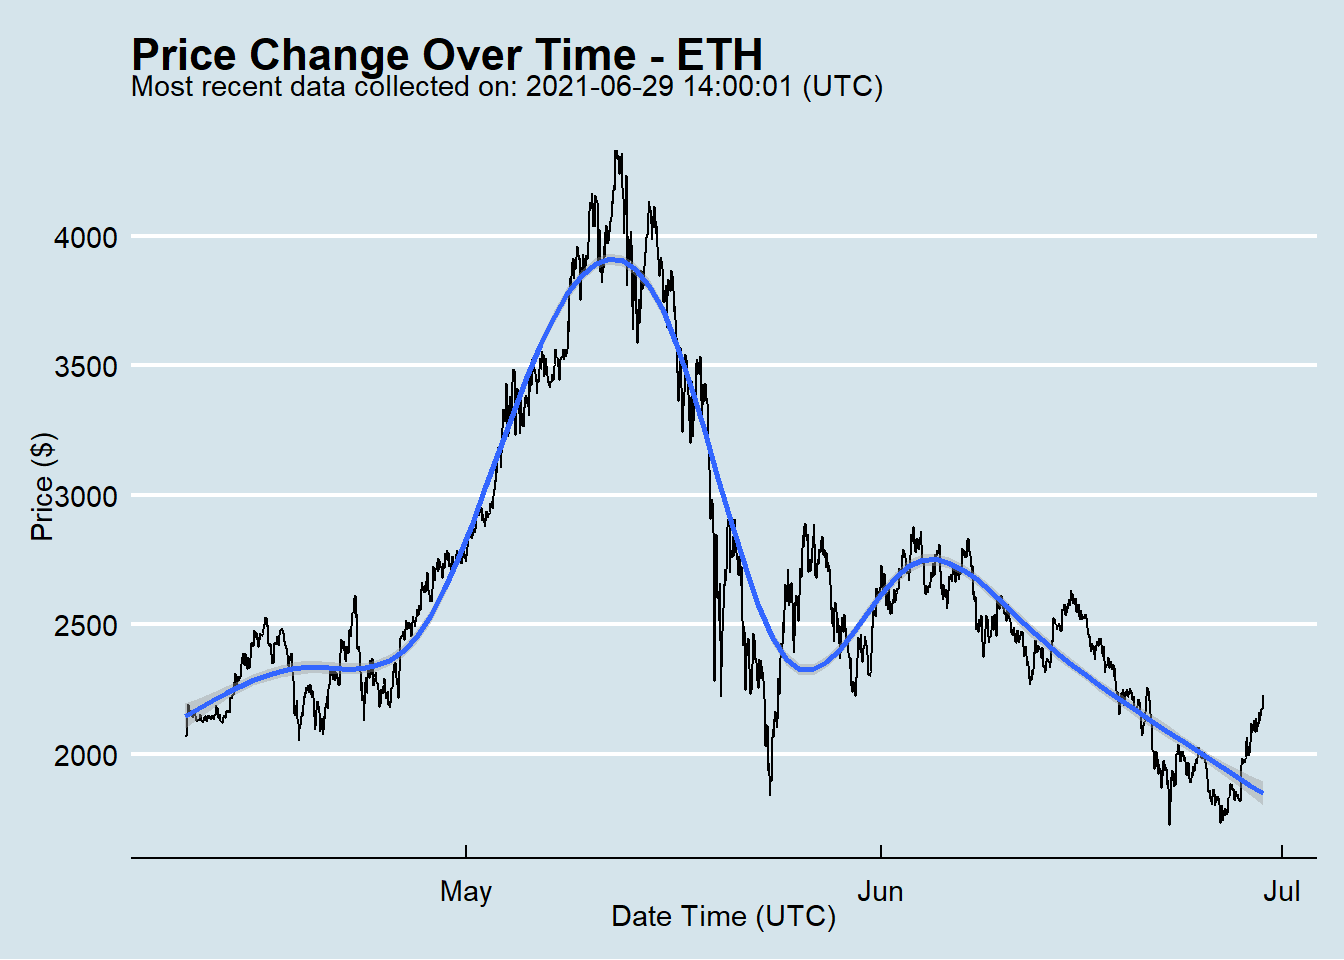 Price Change Over Time - ETH
Most recent data collected on: 2021-06-29 14:00:01 (UTC)
4000
3500
3000
2500
2000
Price ($)
May
Jun
Jul
Date Time (UTC)